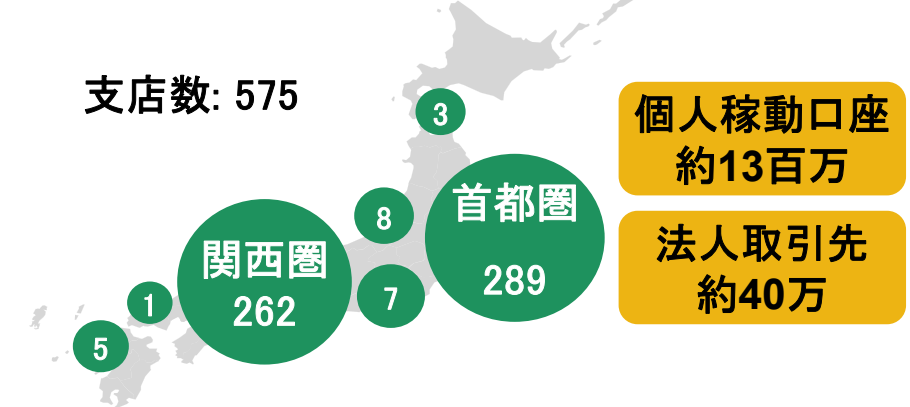 支店数: 575
3
首都圏
289
8
関西圏
262
7
1
5
個人稼動口座
約13百万
法人取引先
約40万